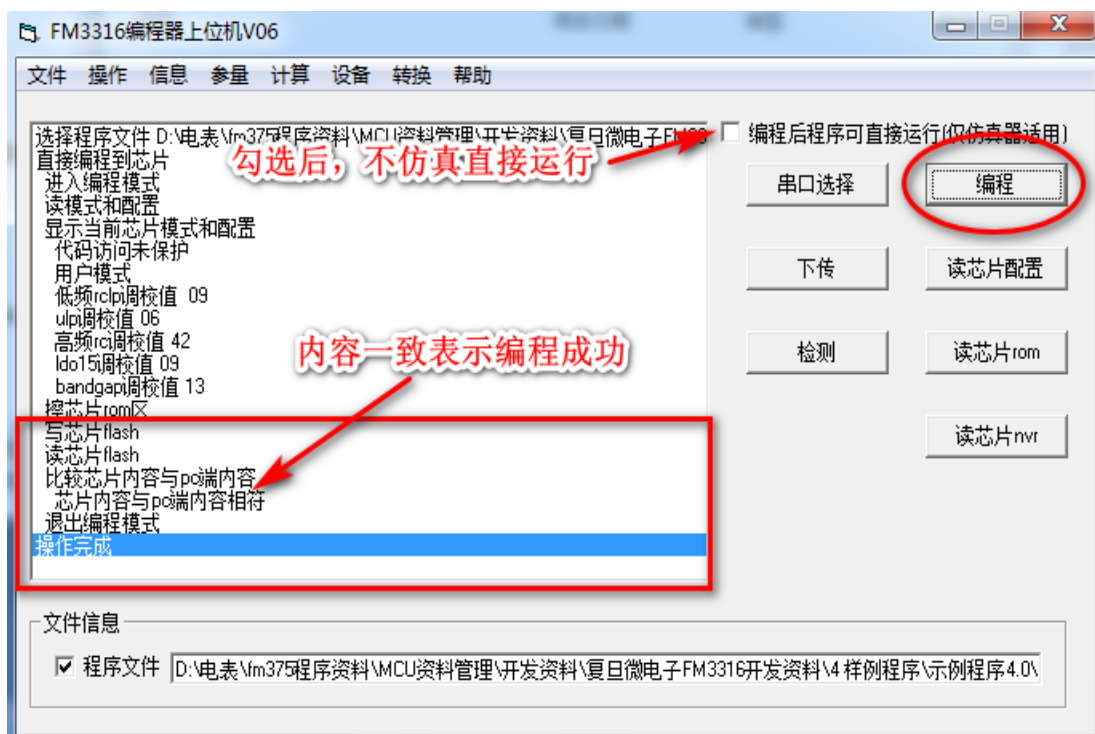 FM3316编程器上位机V06
文件 操作 信息 参量 计算 设备 转换 帮助
选择程序文件 D:\电表\fm375程序资料\MCU资料管理\开发资料\复旦微电子FM33
编程后程序可直接运行(仅仿真器适用)
直接编程到芯片
勾选后，不仿真直接运行
进入编程模式
串口选择
编程
读模式和配置
显示当前芯片模式和配置
代码访问未保护
用户模式
下传
读芯片配置
低频rclpi周校值 09
ulpi周校值 06
高频rci周校值 42
内容一致表示编程成功
检测
读芯片rom
ldo15i周校值 09
bandgapi周校值 13
擦芯片rom区
写芯片flash
读芯片nvr
读芯片flash
比较芯片内容与pc端内容
芯片内容与pc端内容相符
退出编程模式
操作完成
文件信息
程序文件 D:\电表\fm375程序资料\MCU资料管理\开发资料\复旦微电子FM3316开发资料\4 样例程序\示例程序4.0\